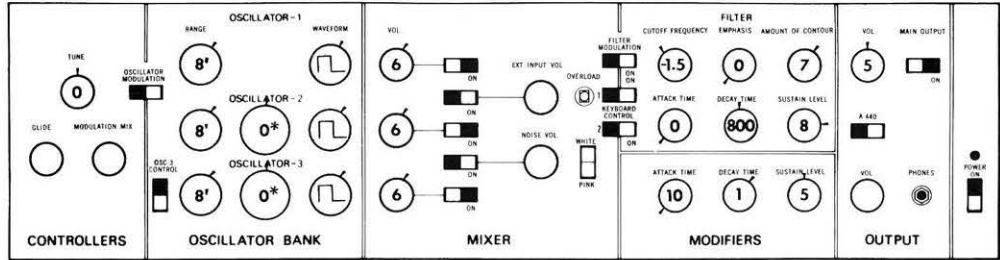 OSCILLATOR-1
FILTER
RANGE
WAVEFORM
VOL.
FILTER MODULATION
CUTOFF FREQUENCY
EMPHASIS
AMOUNT OF CONTOUR
VOL
MAIN OUTPUT
TUNE
0
OSCILLATOR MODULATION
8'
6
ON
EXT INPUT VOL.
OVERLOAD
ON
ON
-1.5
0
7
5
ON
ON
1
OSCILLATOR-2
ATTACK TIME
DECAY TIME
SUSTAIN LEVEL
KEYBOARD CONTROL
8'
0*
6
ON
2
ON
0
800
8
A-440
GLIDE
MODULATION MIX
NOISE VOL.
WHITE
ON
PINK
OSCILLATOR-3
OSC-3 CONTROL
8'
0*
6
ON
ATTACK TIME
DECAY TIME
SUSTAIN LEVEL
10
1
5
VOL
PHONES
POWER
ON
CONTROLLERS
OSCILLATOR BANK
MIXER
MODIFIERS
OUTPUT